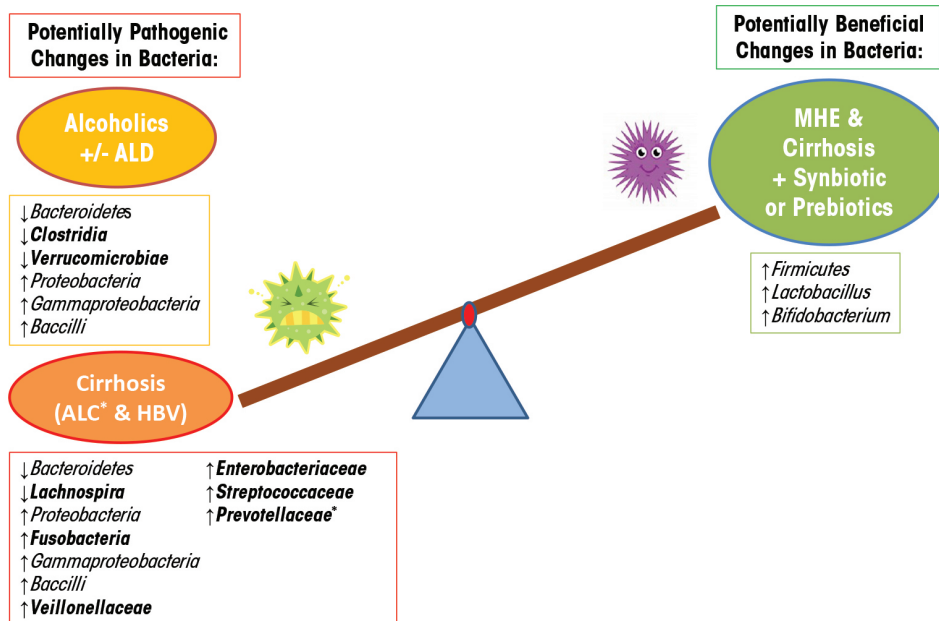 Potentially Pathogenic
Changes in Bacteria:
Alcoholics
+/- ALD
↓Bacteroidetes
↓Clostridia
↓Verrucomicrobiae
↑Proteobacteria
↑Gammaproteobacteria
↑Baccilli
Cirrhosis
(ALC* & HBV)
↓Bacteroidetes
↓Lachnospira
↑Proteobacteria
↑Fusobacteria
↑Gammaproteobacteria
↑Baccilli
↑Veillonellaceae
↑Enterobacteriaceae
↑Streptococcaceae
↑Prevotellaceae*
Potentially Beneficial
Changes in Bacteria:
MHE &
Cirrhosis
+ Synbiotic
or Prebiotics
↑Firmicutes
↑Lactobacillus
↑Bifidobacterium